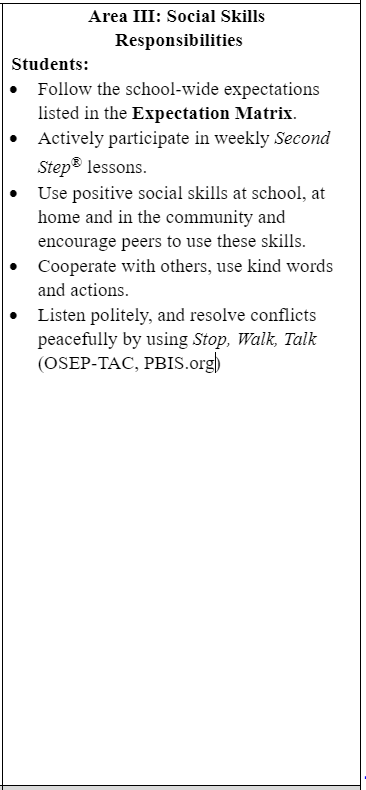 Area III: Social Skills
Responsibilities
Students:
• Follow the school-wide expectations
listed in the Expectation Matrix.
• Actively participate in weekly Second
Step® lessons.
• Use positive social skills at school, at
home and in the community and
encourage peers to use these skills.
• Cooperate with others, use kind words
and actions.
• Listen politely, and resolve conflicts
peacefully by using Stop, Walk, Talk
(OSEP-TAC, PBIS.org)